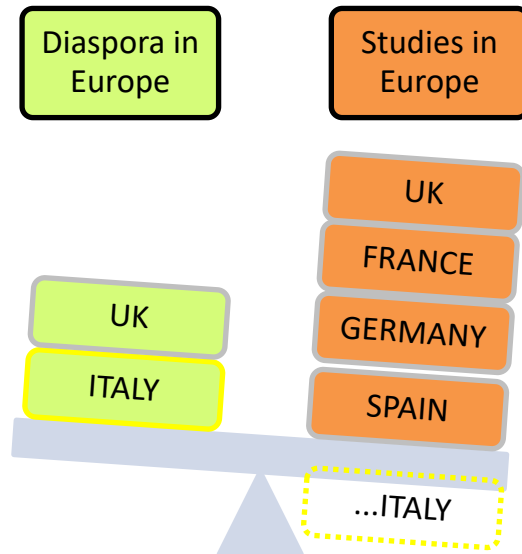 Diaspora in
Europe
Studies in
Europe
UK
ITALY
UK
FRANCE
GERMANY
SPAIN
...ITALY